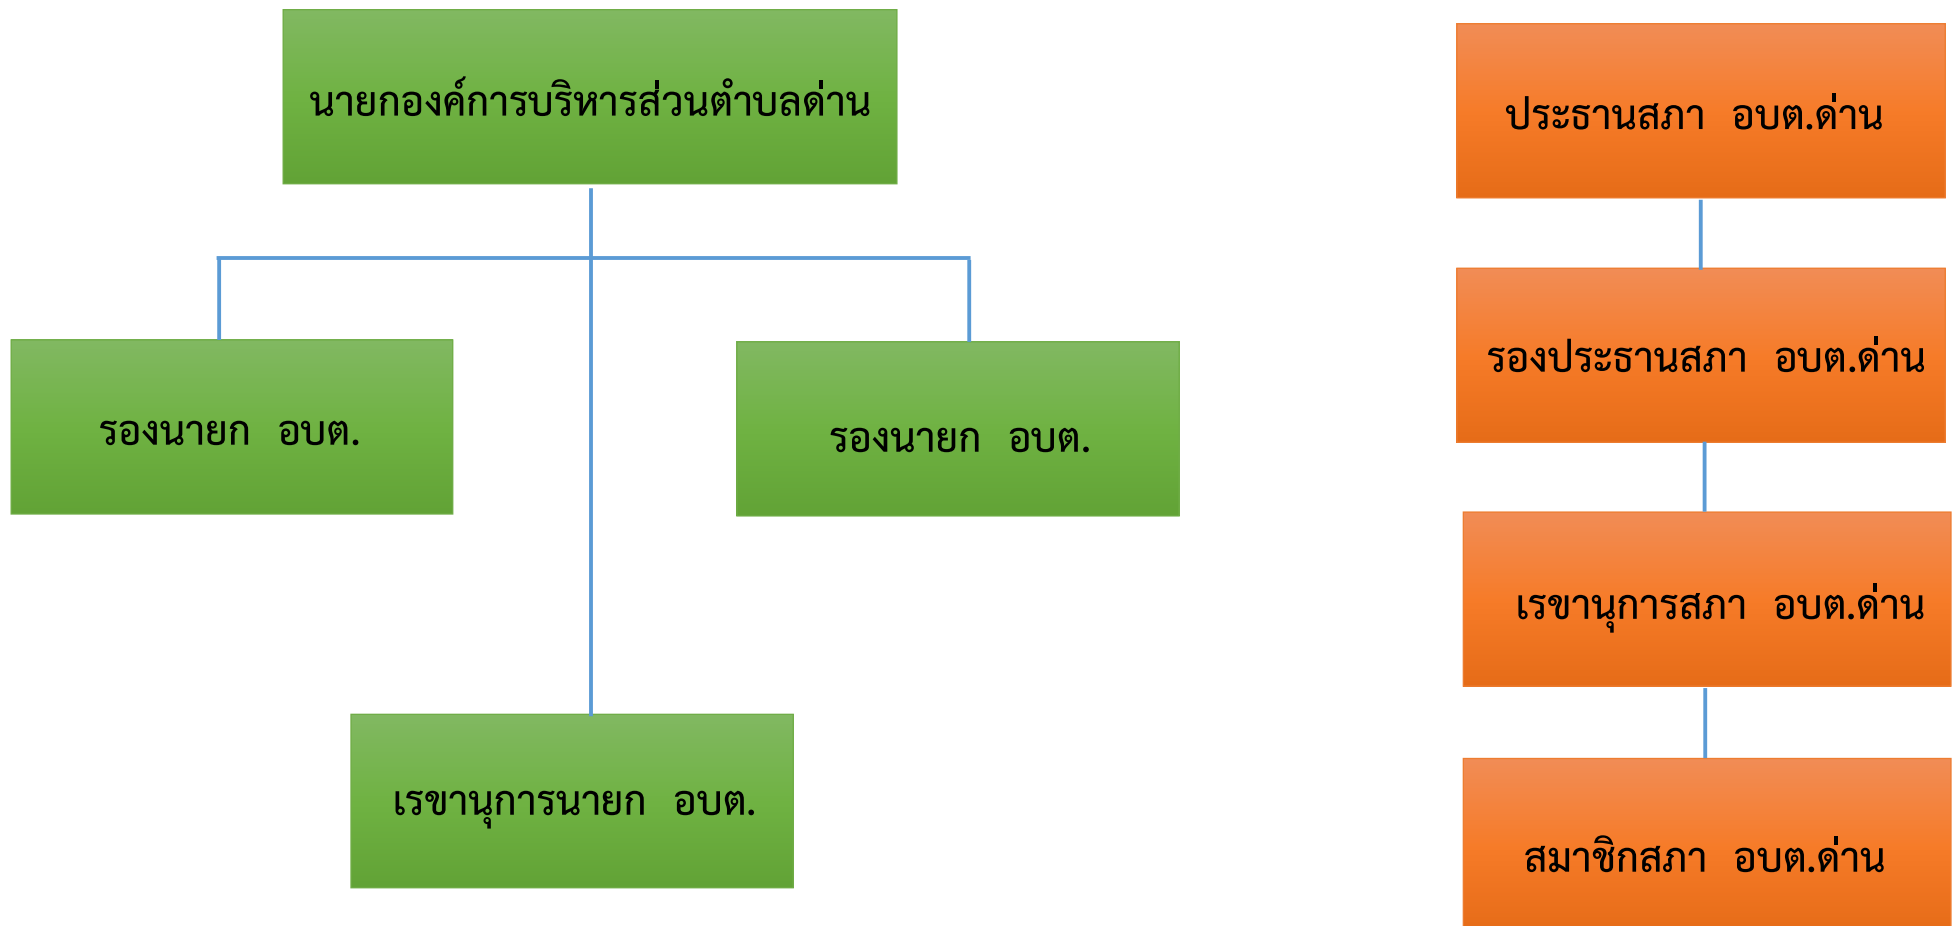 นายกองค์การบริหารส่วนตำบลด่าน
รองนายก อบต.
รองนายก อบต.
เรขานุการนายก อบต.
ประธานสภา อบต.ด่าน
รองประธานสภา อบต.ด่าน
เรขานุการสภา อบต.ด่าน
สมาชิกสภา อบต.ด่าน